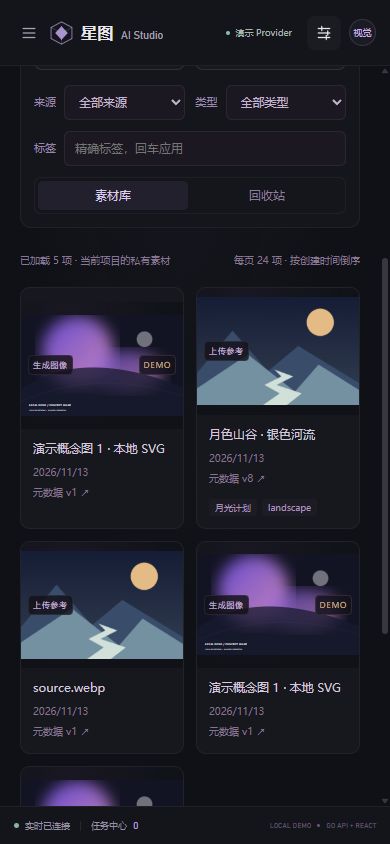 星图 AI Studio
演示 Provider
视觉
来源 全部来源 类型 全部类型
标签 精确标签，回车应用
素材库 回收站
已加载 5 项 · 当前项目的私有素材 每页 24 项 · 按创建时间倒序
生成图像 DEMO
演示概念图 1 · 本地 SVG
2026/11/13
元数据 v1 ↗
上传参考
月色山谷 · 银色河流
2026/11/13
元数据 v8 ↗
月光计划 landscape
上传参考
source.webp
2026/11/13
元数据 v1 ↗
生成图像 DEMO
演示概念图 1 · 本地 SVG
2026/11/13
元数据 v1 ↗
实时已连接 任务中心 0
LOCAL DEMO • GO API + REACT